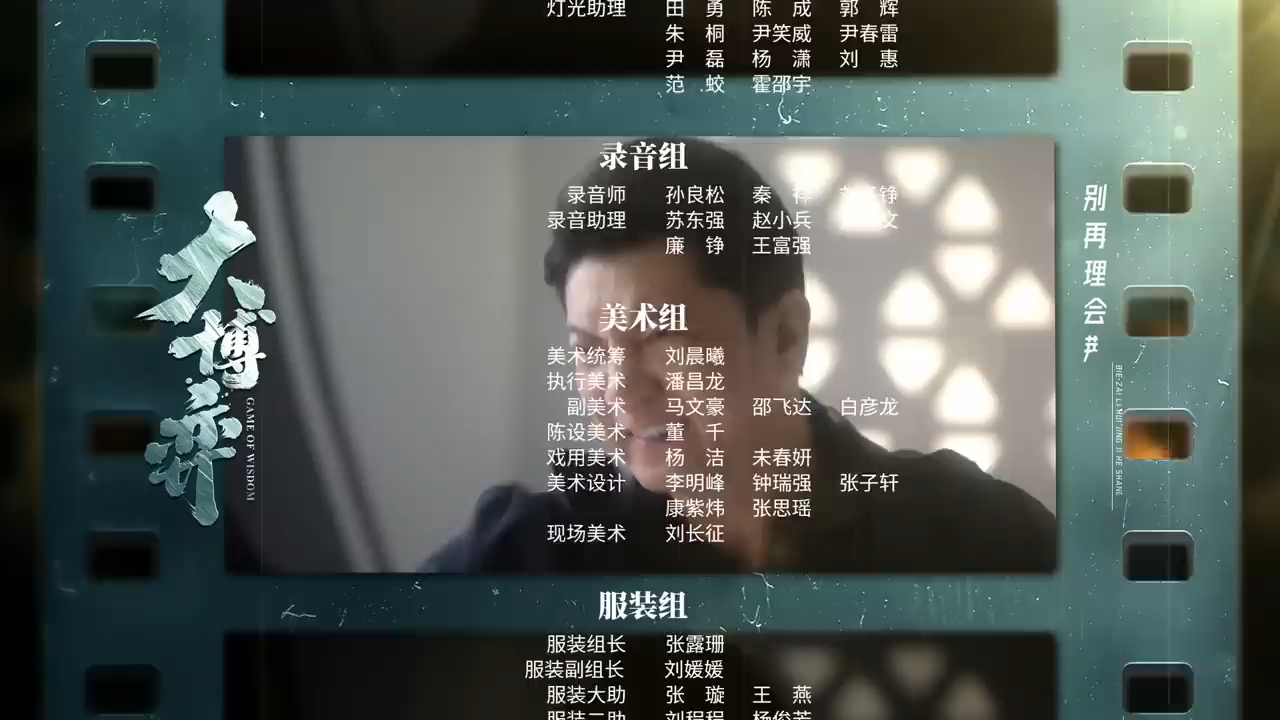 灯光助理 田 勇 陈 成 郭 辉
朱 桐 尹笑威 尹春雷
尹 磊 杨 潇 刘 惠
范 蛟 霍邵宇
录音组
录音师 孙良松 秦 祥
录音助理 苏东强 赵小兵
廉 铮 王富强
美术组
美术统筹 刘晨曦
执行美术 潘昌龙
副美术 马文豪 邵飞达 白彦龙
陈设美术 董 千
戏用美术 杨 洁 未春妍
美术设计 李明峰 钟瑞强 张子轩
康紫炜 张思瑶
现场美术 刘长征
服装组
服装组长 张露珊
服装副组长 刘媛媛
服装大助 张 璇 王 燕
服装二助 刘程程
大博弈
GAME OF WISDOM
别再理会